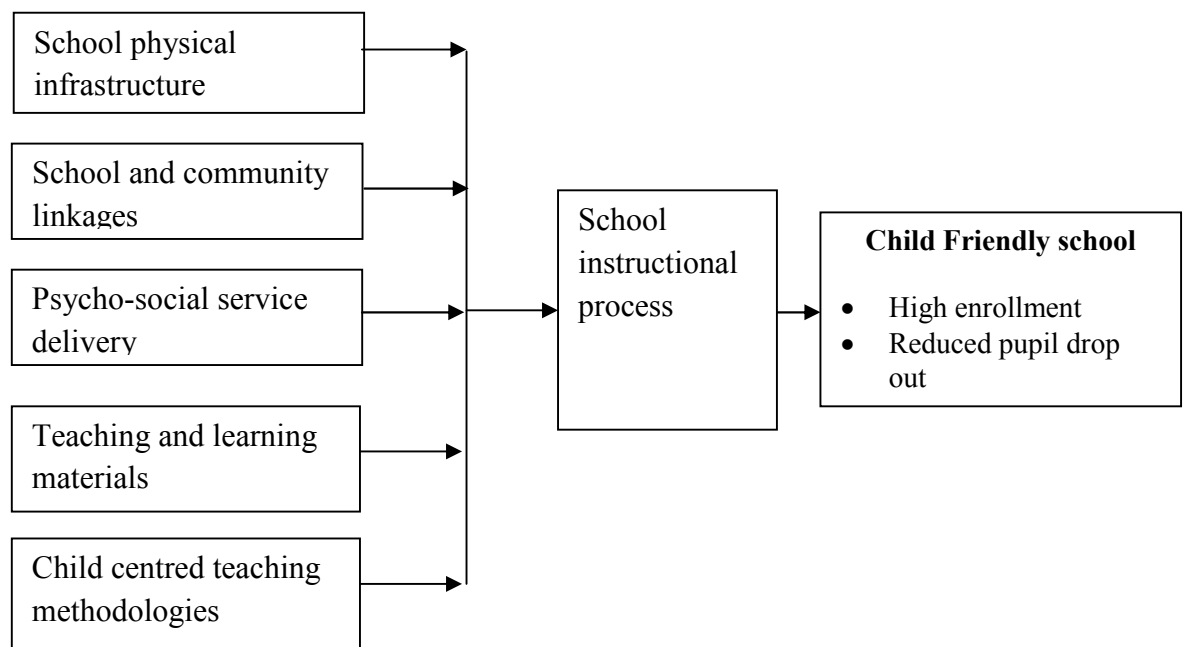 School physical
infrastructure
School and community
linkages
Psycho-social service
delivery
Teaching and learning
materials
Child centred teaching
methodologies
School
instructional
process
Child Friendly school
• High enrollment
• Reduced pupil drop
out